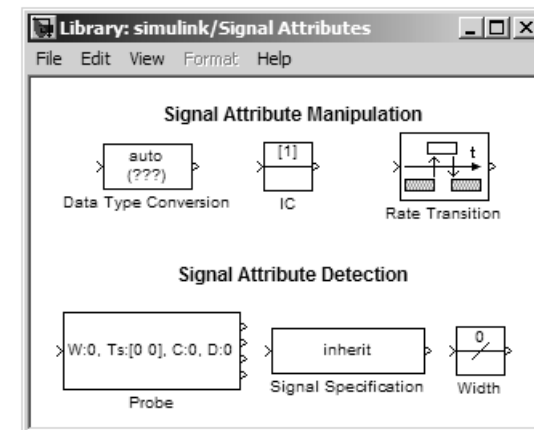 Library: simulink/Signal Attributes
File Edit View Format Help
Signal Attribute Manipulation
auto
(???)
[1]
t
Data Type Conversion
IC
Rate Transition
Signal Attribute Detection
W:0, Ts:[0 0], C:0, D:0
inherit
0
Probe
Signal Specification
Width